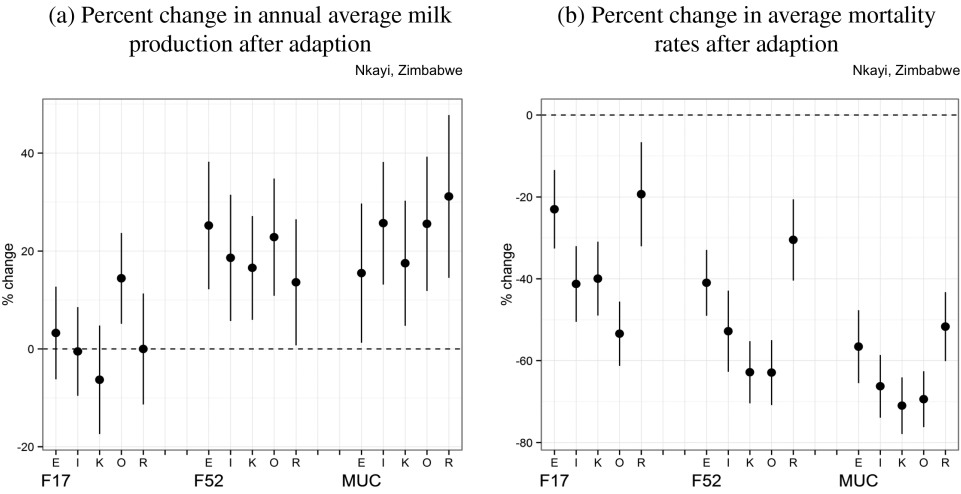 (a) Percent change in annual average milk
production after adaption
Nkayi, Zimbabwe
% change
40
20
0
-20
E I K O R E I K O R E I K O R
F17 F52 MUC
(b) Percent change in average mortality
rates after adaption
Nkayi, Zimbabwe
% change
0
-20
-40
-60
-80
E I K O R E I K O R E I K O R
F17 F52 MUC